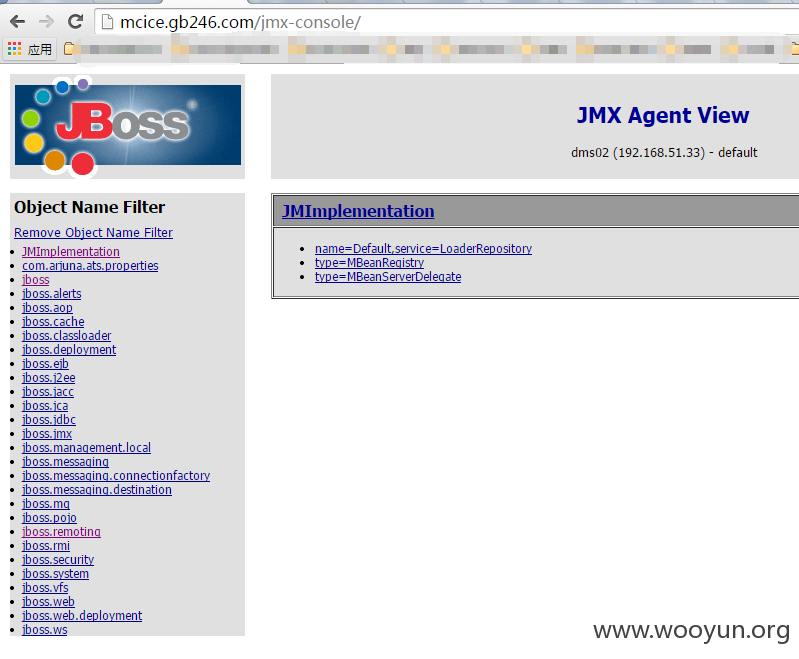 mcice.gb246.com/jmx-console/
应用
JBoss
JMX Agent View
dms02 (192.168.51.33) - default
Object Name Filter
Remove Object Name Filter
JMImplementation
com.arjuna.ats.properties
jboss
jboss.alerts
jboss.aop
jboss.cache
jboss.classloader
jboss.deployment
jboss.ejb
jboss.j2ee
jboss.jacc
jboss.jca
jboss.jdbc
jboss.jmx
jboss.management.local
jboss.messaging
jboss.messaging.connectionfactory
jboss.messaging.destination
jboss.mq
jboss.pojo
jboss.remoting
jboss.rmi
jboss.security
jboss.system
jboss.vfs
jboss.web
jboss.web.deployment
jboss.ws
JMImplementation
name=Default,service=LoaderRepository
type=MBeanRegistry
type=MBeanServerDelegate
www.wooyun.org